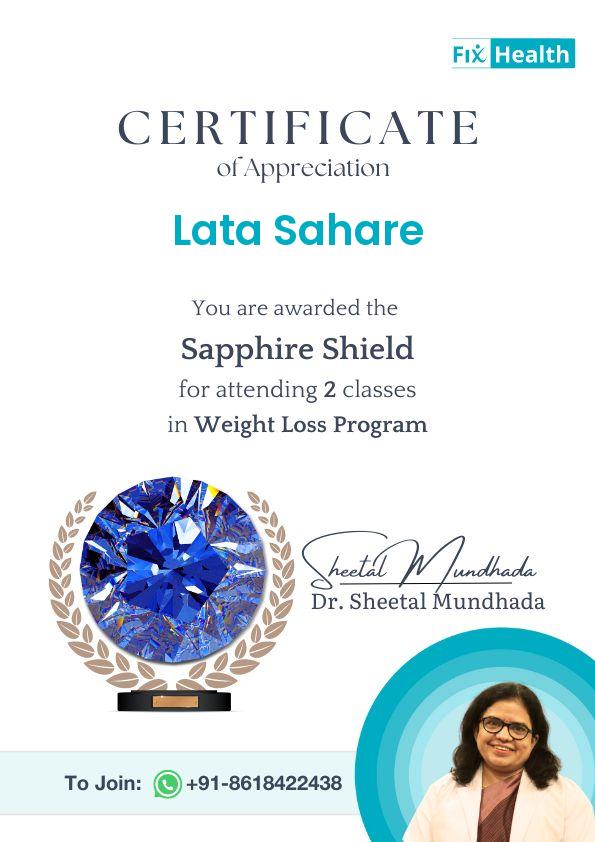 Fix Health
CERTIFICATE
of Appreciation
Lata Sahare
You are awarded the
Sapphire Shield
for attending 2 classes
in Weight Loss Program
Sheetal Mundhada
Dr. Sheetal Mundhada
To Join: +91-8618422438